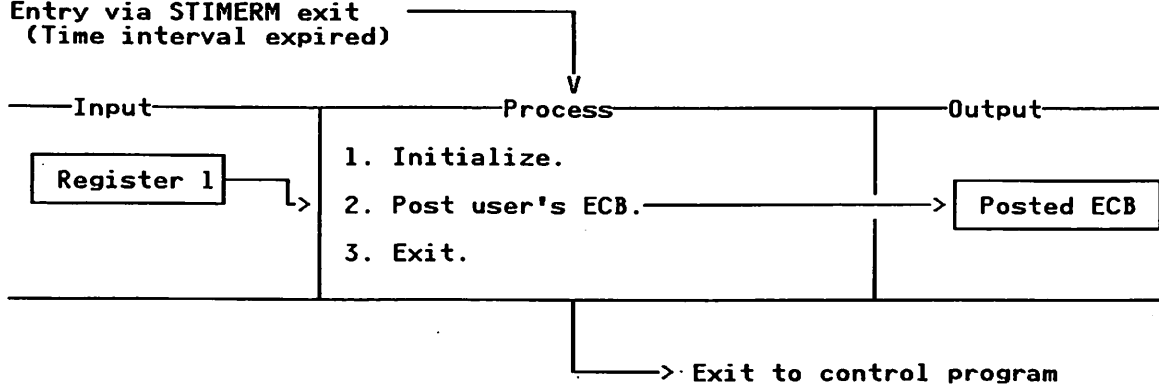 Entry via STIMERM exit
(Time interval expired)
Input
Process
Output
Register 1
1. Initialize.
2. Post user's ECB.
3. Exit.
Posted ECB
Exit to control program